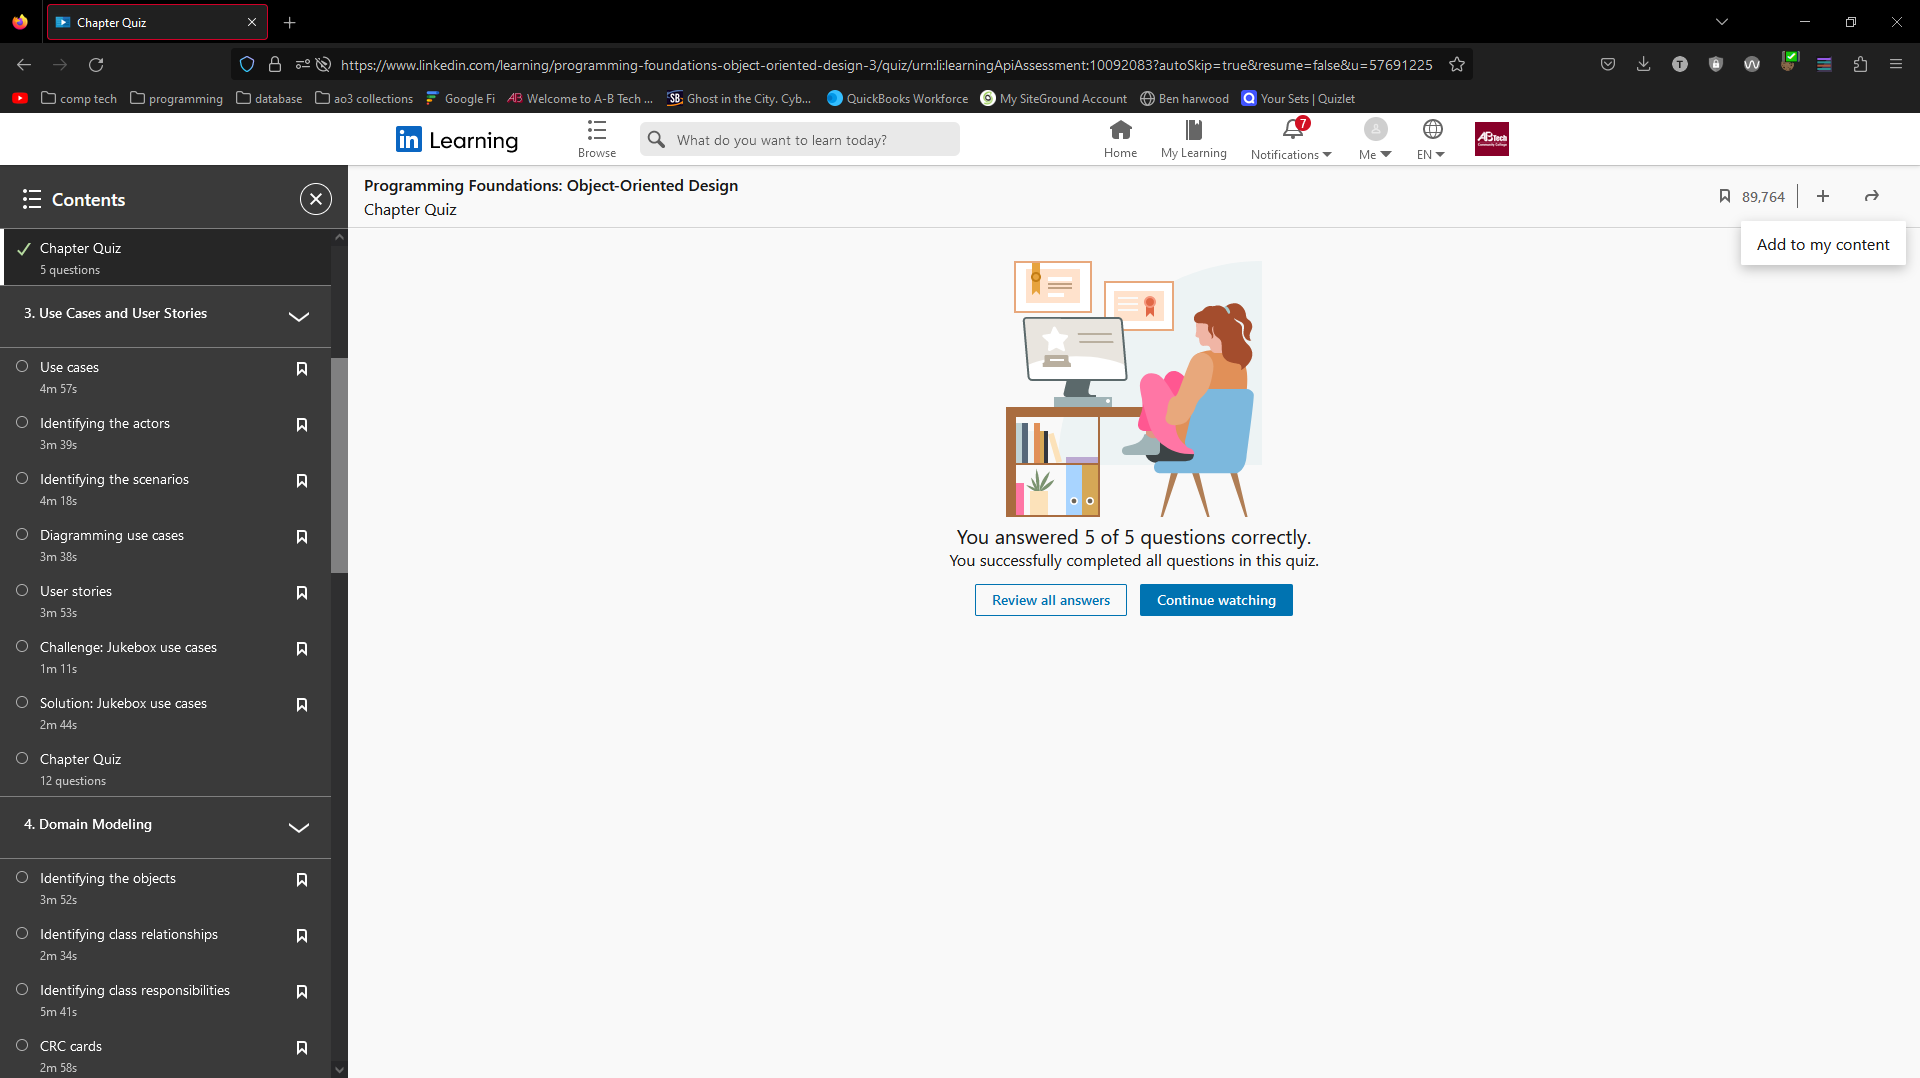 Chapter Quiz
https://www.linkedin.com/learning/programming-foundations-object-oriented-design-3/quiz/urn:li:learningApiAssessment:10092083?autoSkip=true&resume=false&u=57691225
comp tech programming database ao3 collections Google Fi Welcome to A-B Tech ... Ghost in the City. Cyb... QuickBooks Workforce My SiteGround Account Ben harwood Your Sets | Quizlet
in Learning
Browse
What do you want to learn today?
Home
My Learning
7
Notifications
Me
EN
AB Tech
Community College
Contents
Chapter Quiz
5 questions
3. Use Cases and User Stories
Use cases
4m 57s
Identifying the actors
3m 39s
Identifying the scenarios
4m 18s
Diagramming use cases
3m 38s
User stories
3m 53s
Challenge: Jukebox use cases
1m 11s
Solution: Jukebox use cases
2m 44s
Chapter Quiz
12 questions
4. Domain Modeling
Identifying the objects
3m 52s
Identifying class relationships
2m 34s
Identifying class responsibilities
5m 41s
CRC cards
2m 58s
Programming Foundations: Object-Oriented Design
Chapter Quiz
89,764
Add to my content
You answered 5 of 5 questions correctly.
You successfully completed all questions in this quiz.
Review all answers
Continue watching